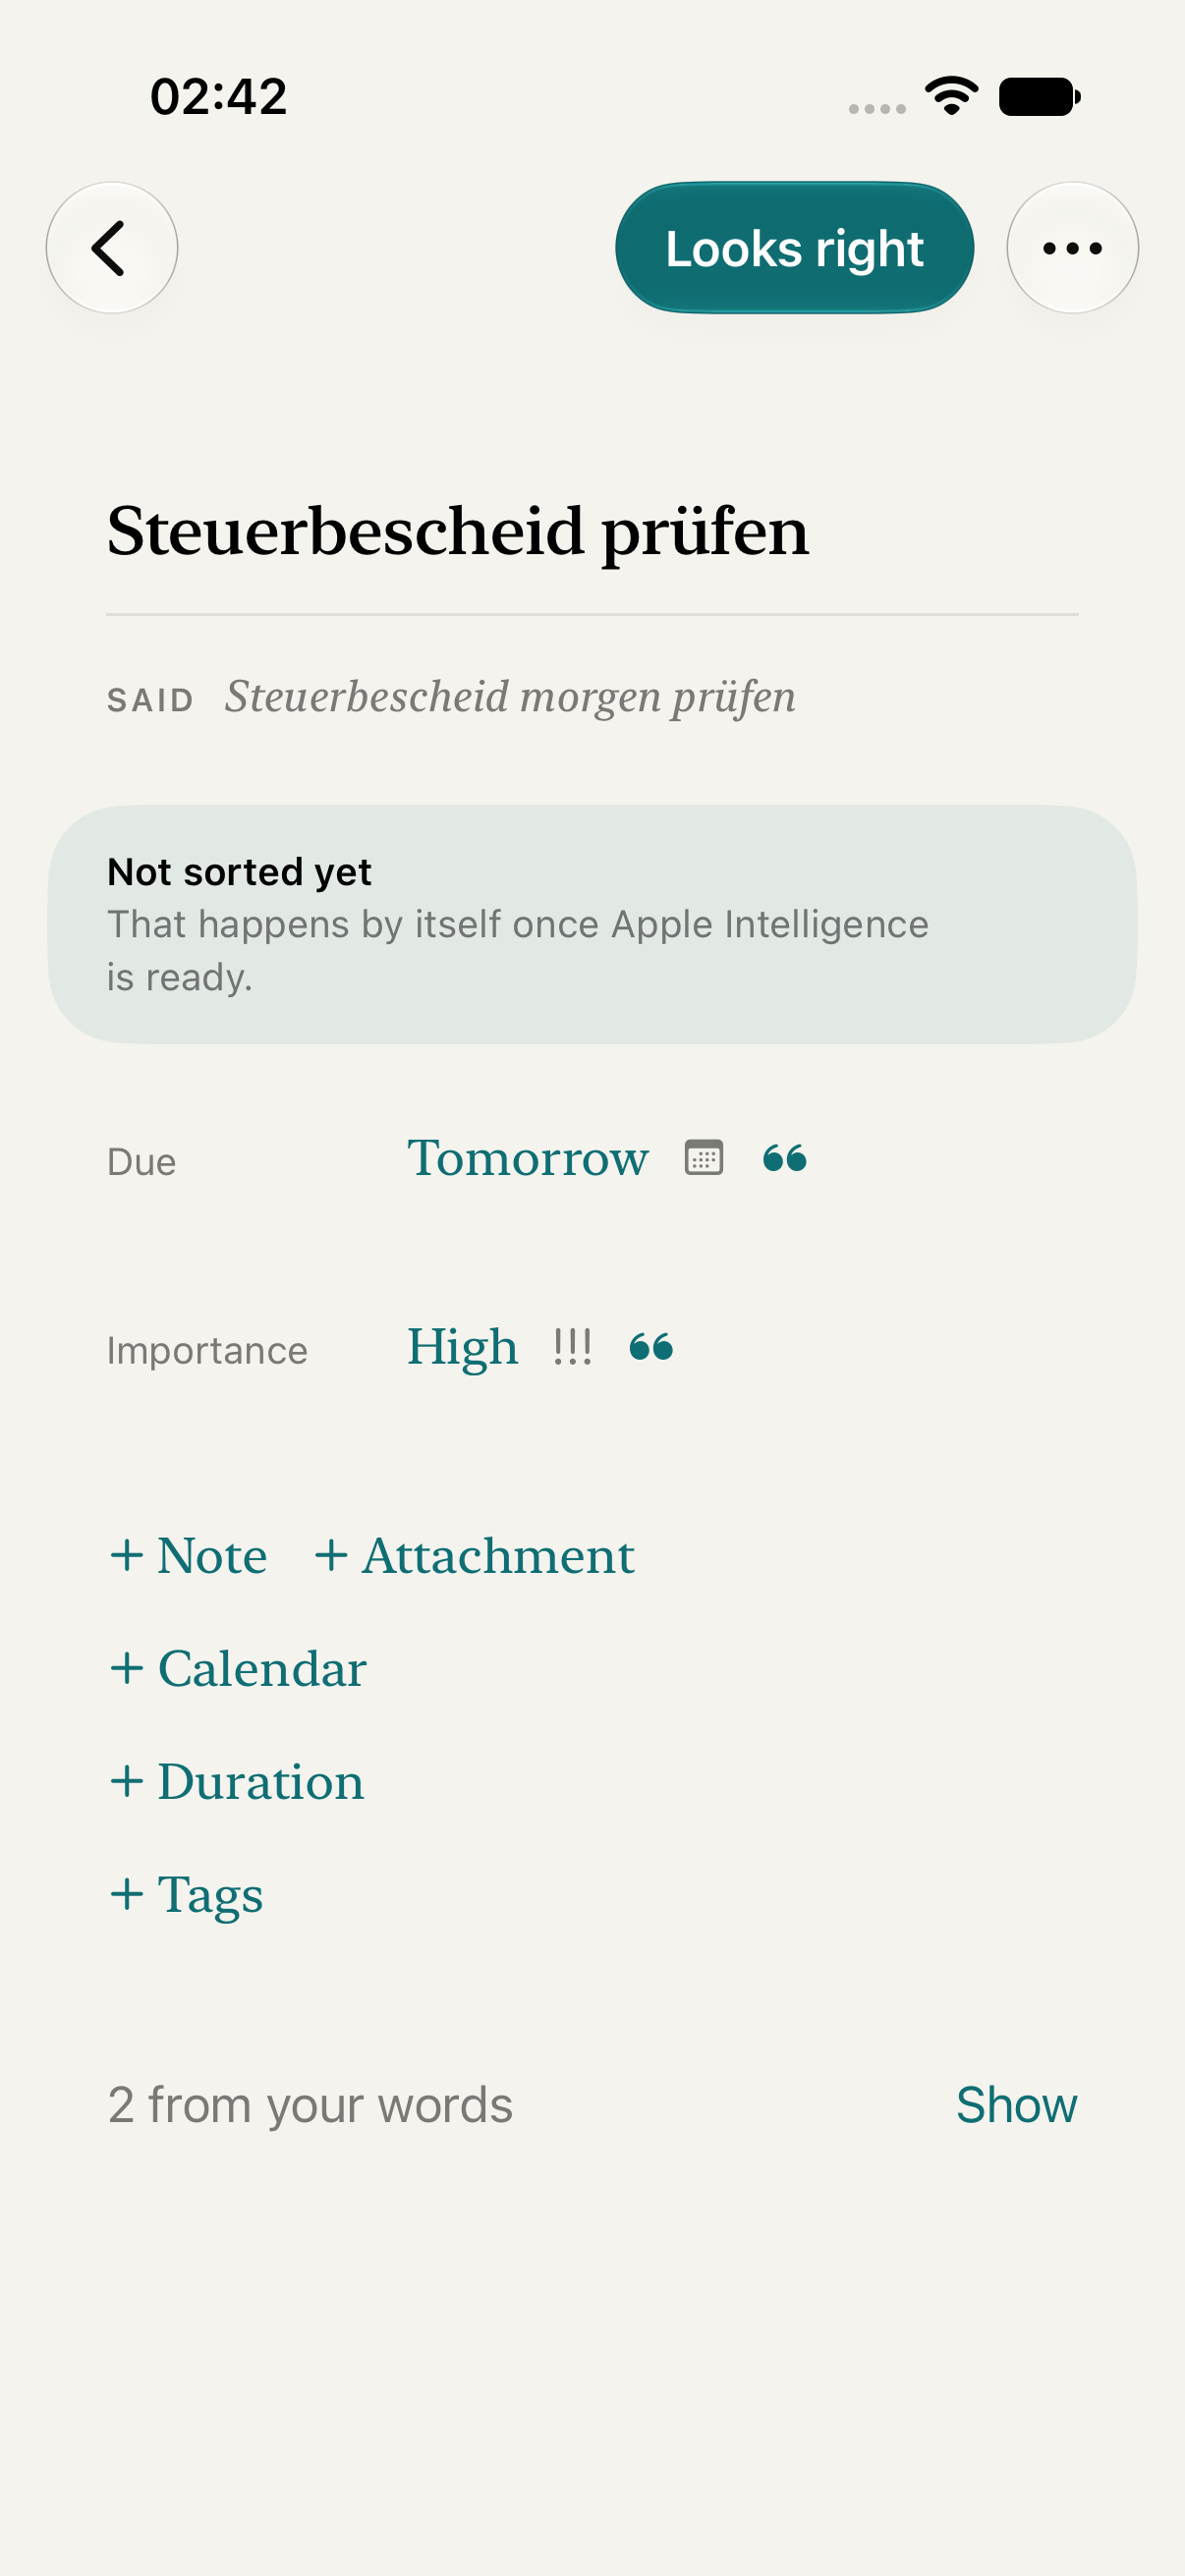 02:42
Looks right
Steuerbescheid prüfen
SAID Steuerbescheid morgen prüfen
Not sorted yet
That happens by itself once Apple Intelligence
is ready.
Due Tomorrow
Importance High !!!
+ Note + Attachment
+ Calendar
+ Duration
+ Tags
2 from your words Show